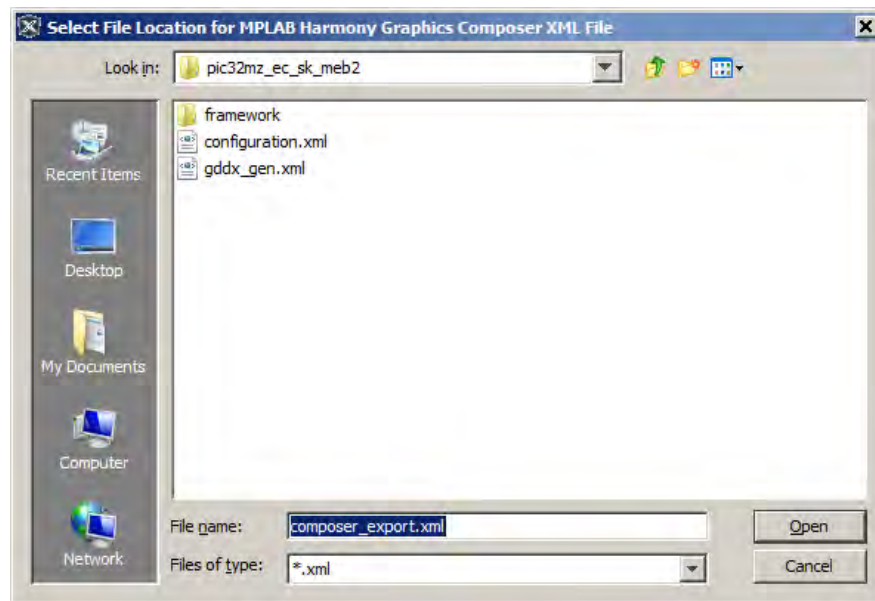 Select File Location for MPLAB Harmony Graphics Composer XML File
Look in: pic32mz_ec_sk_meb2
framework
configuration.xml
gddx_gen.xml
Recent Items
Desktop
My Documents
Computer
Network
File name: composer_export.xml Open
Files of type: *.xml Cancel